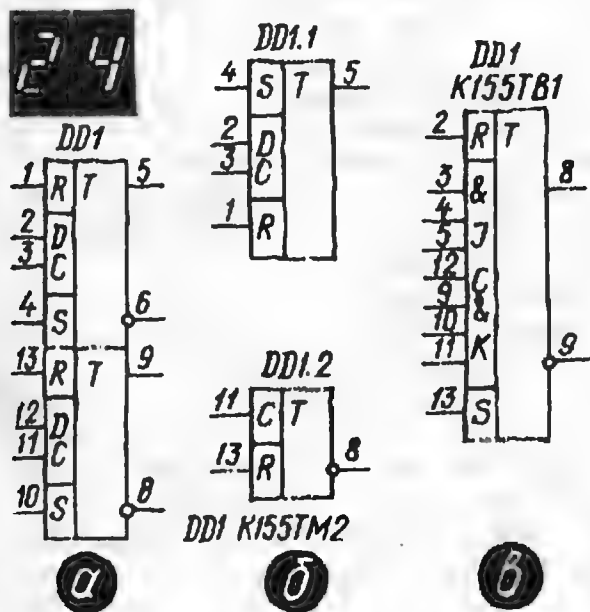 24
DD1
1 R T 5
2 D
3 C
4 S 6
13 R T 9
12 D
11 C
10 S 8
а
DD1.1
4 S T 5
2 D
3 C
1 R
DD1.2
11 C T 8
13 R
DD1 К155ТМ2
б
DD1
К155ТВ1
2 R T
3 & 8
4
5 J
12 C
9 &
10
11 K 9
13 S
в